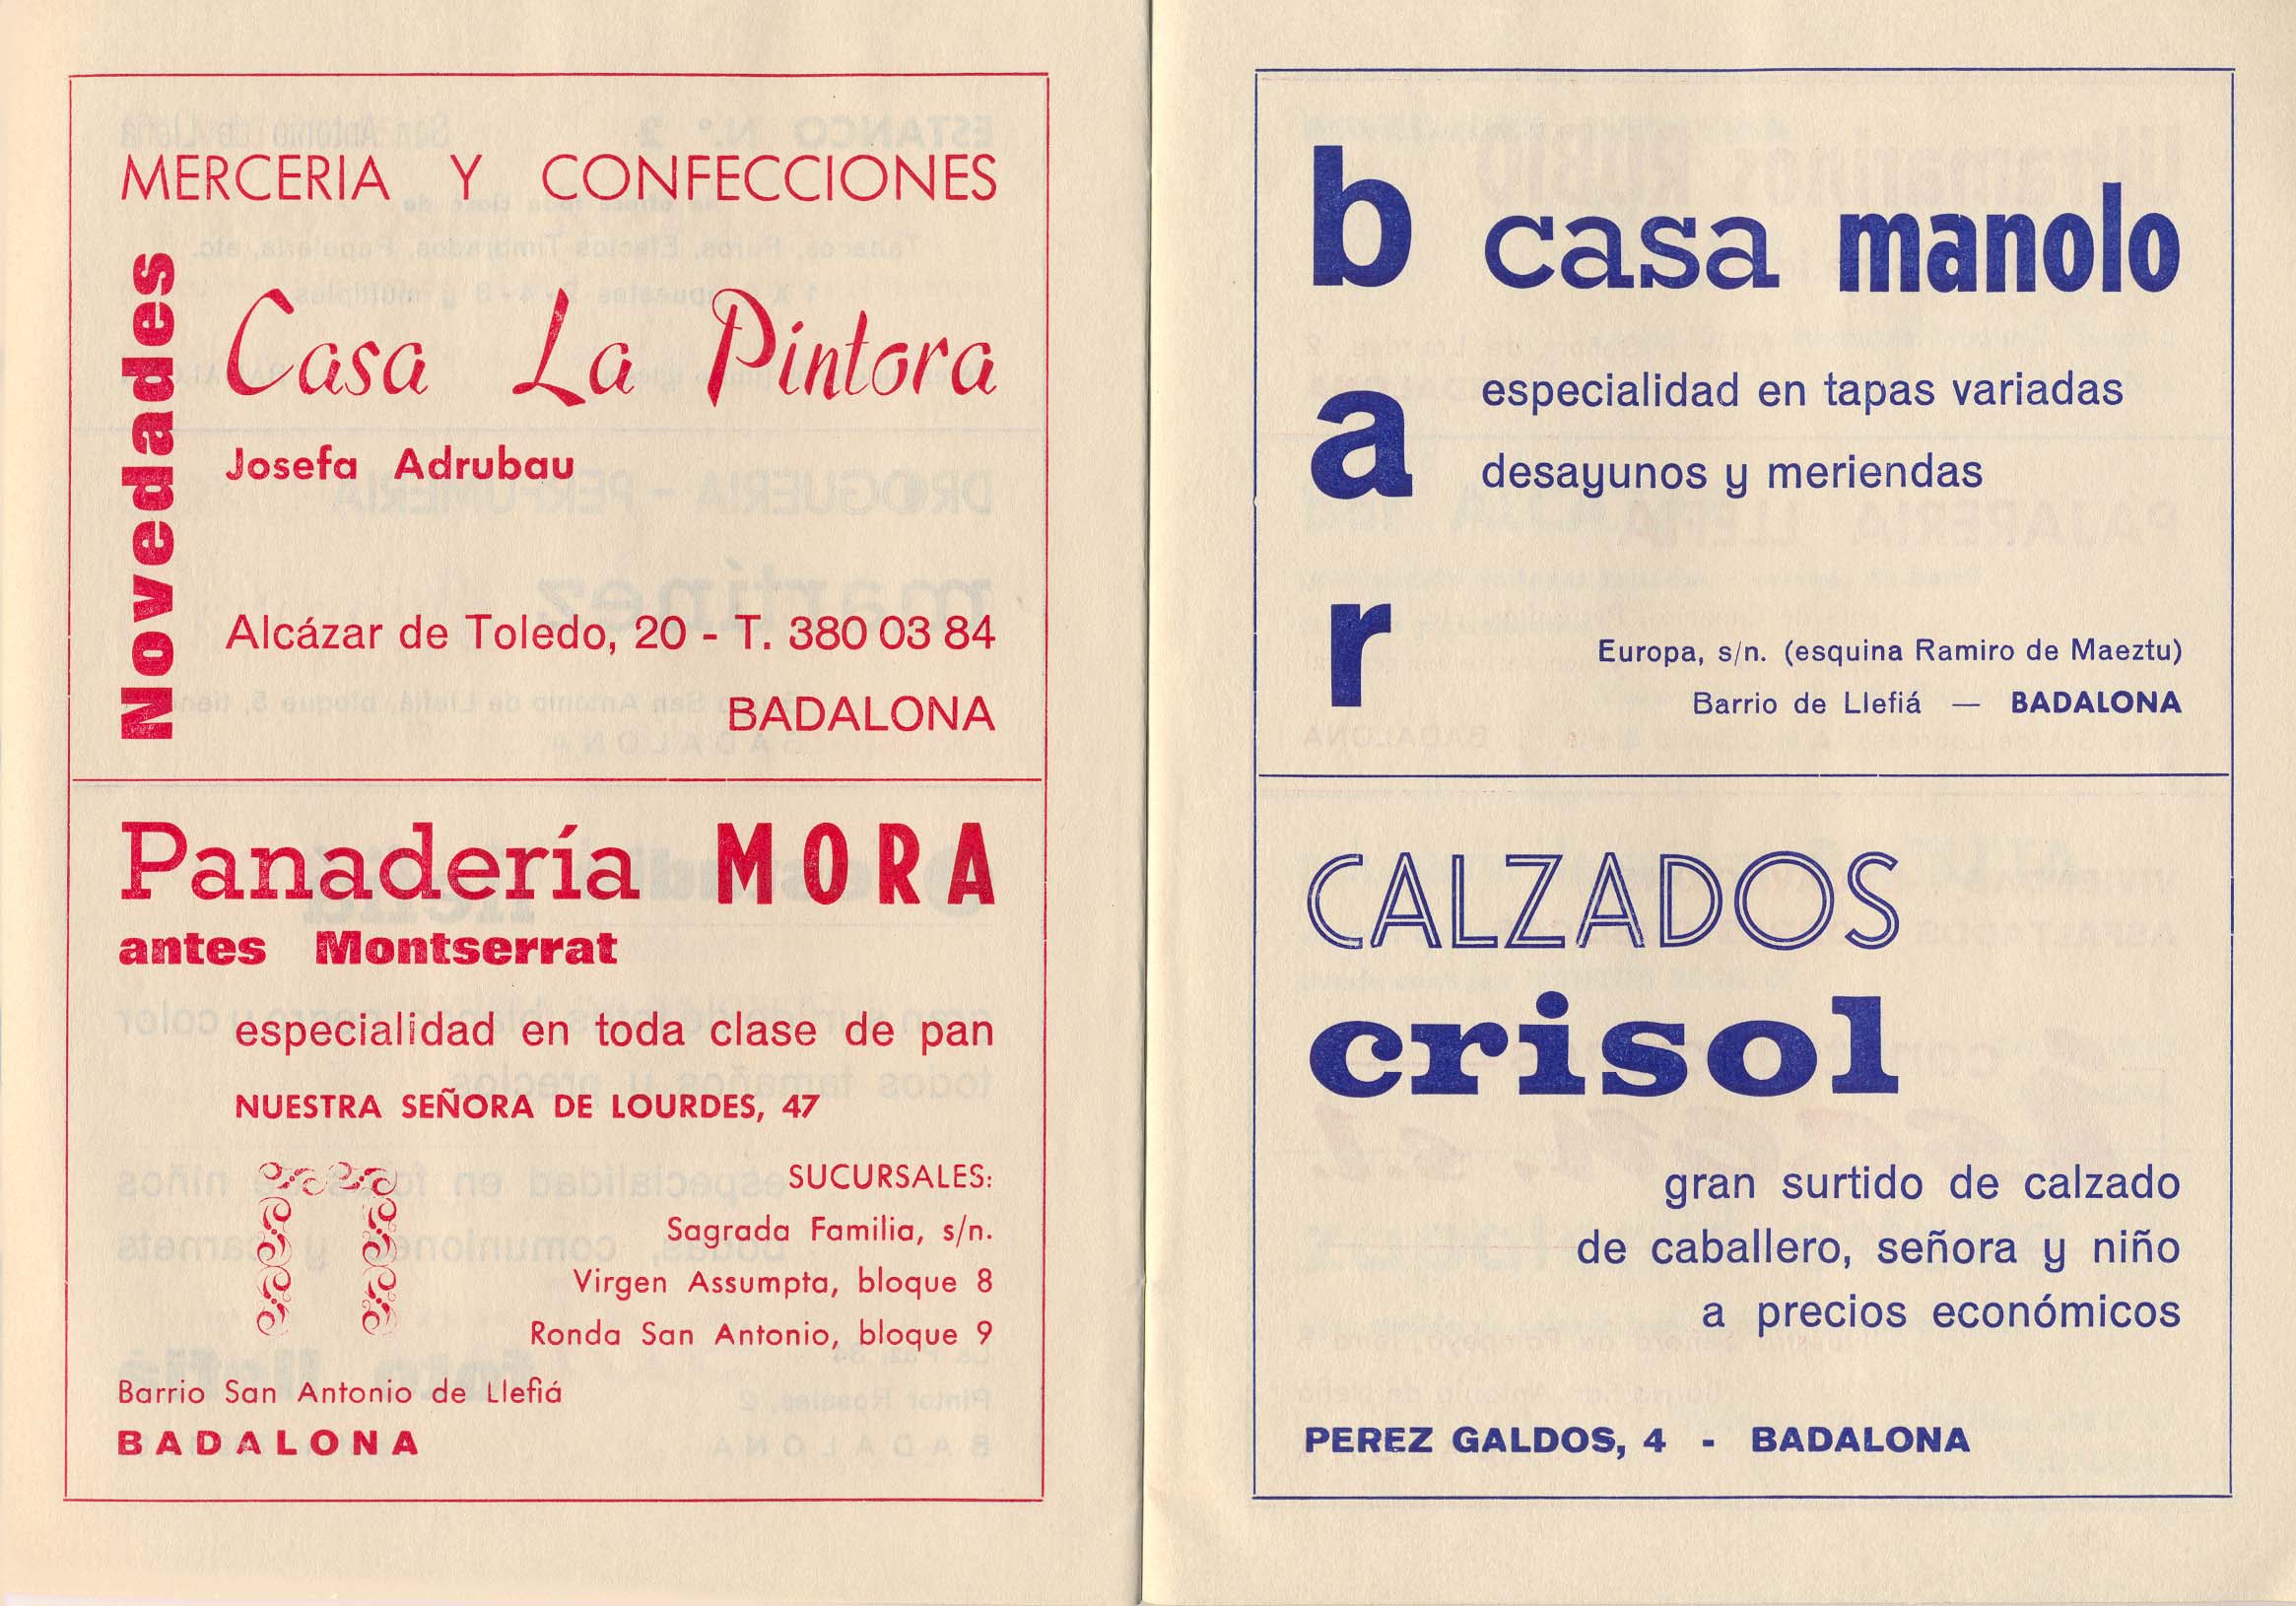 MERCERIA Y CONFECCIONES
Novedades
Casa La Pintora
Josefa Adrubau
Alcázar de Toledo, 20 - T. 380 03 84
BADALONA
Panadería MORA
antes Montserrat
especialidad en toda clase de pan
NUESTRA SEÑORA DE LOURDES, 47
SUCURSALES:
Sagrada Familia, s/n.
Virgen Assumpta, bloque 8
Ronda San Antonio, bloque 9
Barrio San Antonio de Llefiá
BADALONA
bar
casa manolo
especialidad en tapas variadas
desayunos y meriendas
Europa, s/n. (esquina Ramiro de Maeztu)
Barrio de Llefiá — BADALONA
CALZADOS
crisol
gran surtido de calzado
de caballero, señora y niño
a precios económicos
PEREZ GALDOS, 4 - BADALONA